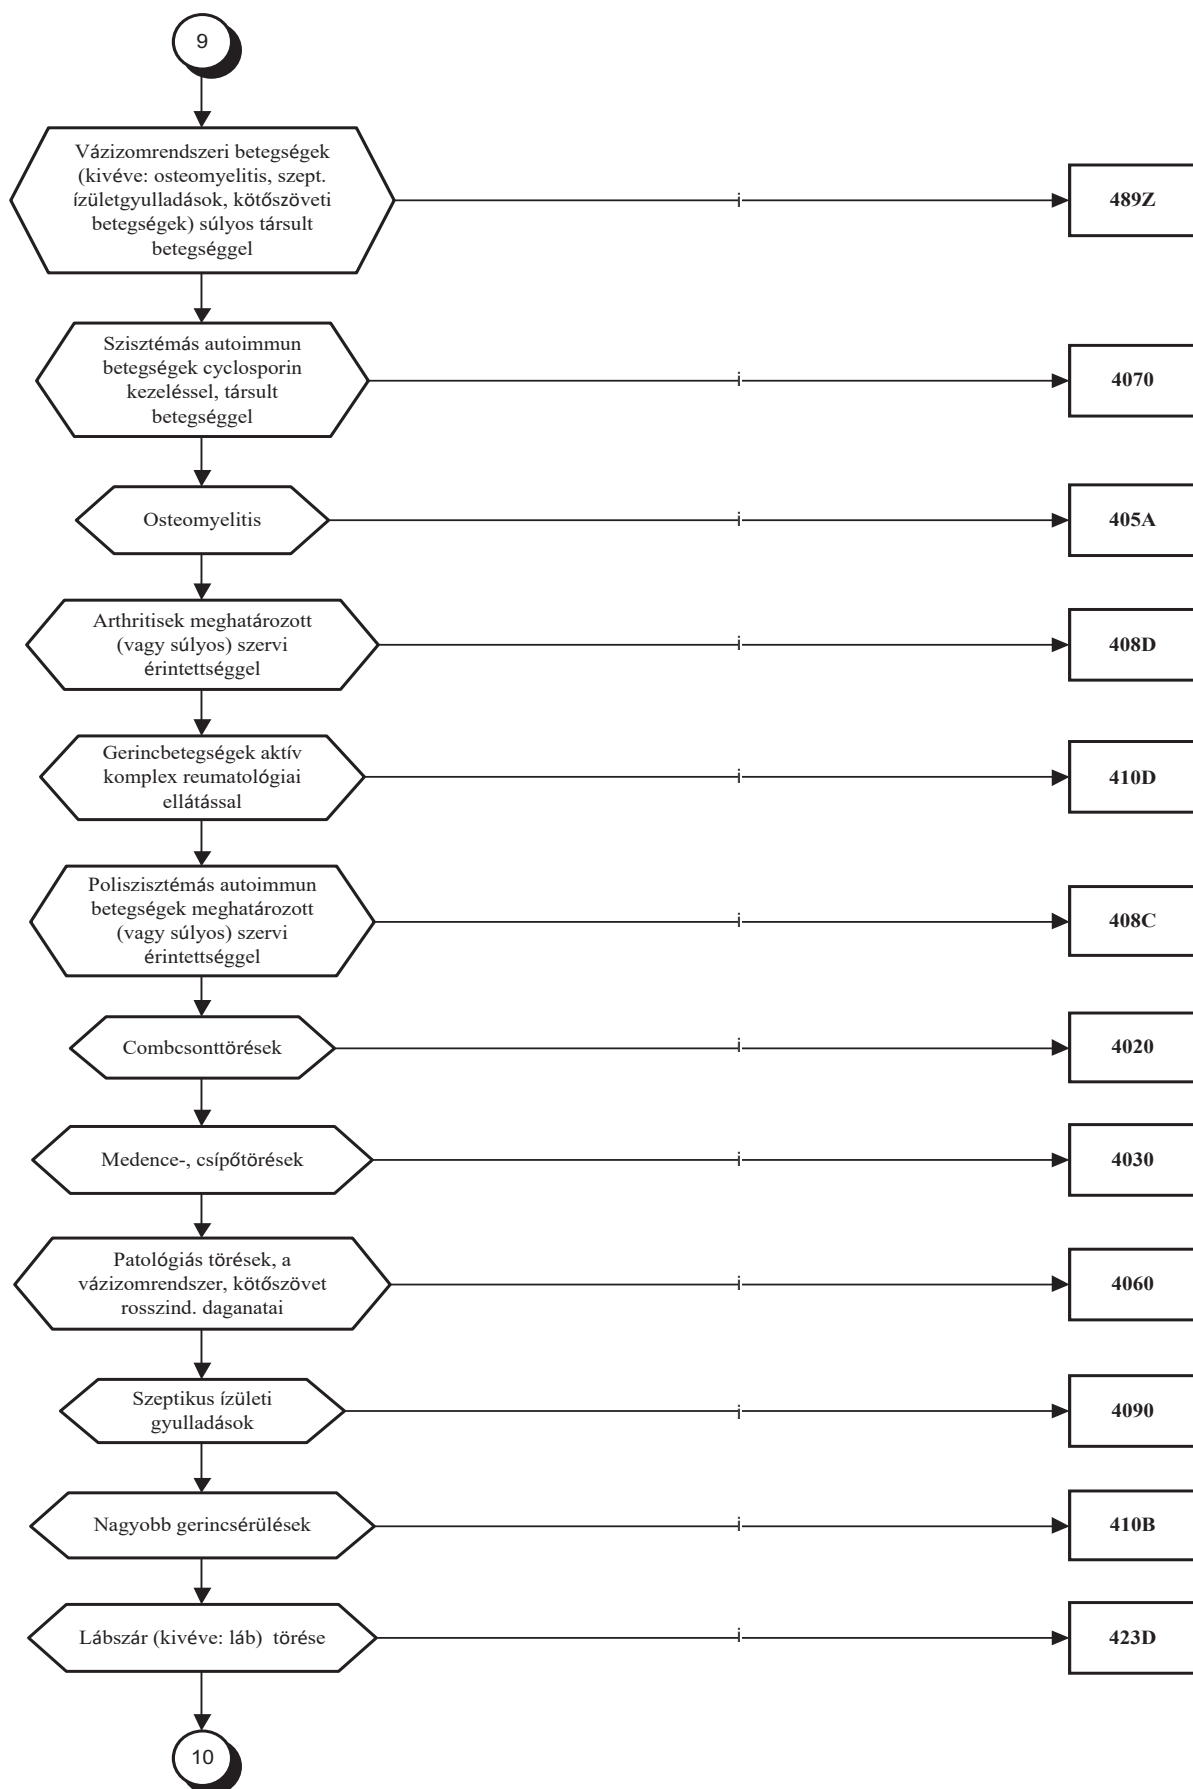 9
Vázizomrendszeri betegségek
(kivéve: osteomyelitis, szept.
ízületgyulladások, kötőszöveti
betegségek) súlyos társult
betegséggel
i
489Z
Szisztémás autoimmun
betegségek cyclosporin
kezeléssel, társult
betegséggel
i
4070
Osteomyelitis
i
405A
Arthritisek meghatározott
(vagy súlyos) szervi
érintettséggel
i
408D
Gerincbetegségek aktív
komplex reumatológiai
ellátással
i
410D
Poliszisztémás autoimmun
betegségek meghatározott
(vagy súlyos) szervi
érintettséggel
i
408C
Combcsonttörések
i
4020
Medence-, csípőtörések
i
4030
Patológiás törések, a
vázizomrendszer, kötőszövet
rosszind. daganatai
i
4060
Szeptikus ízületi
gyulladások
i
4090
Nagyobb gerincsérülések
i
410B
Lábszár (kivéve: láb) törése
i
423D
10